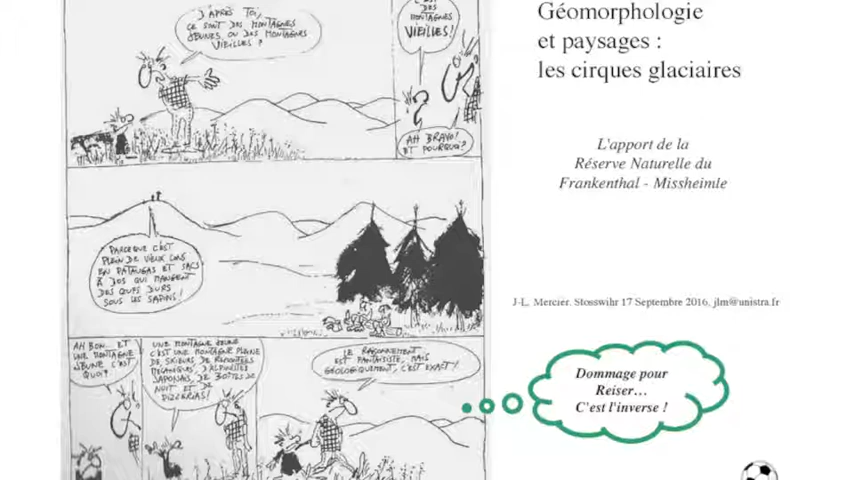 D'APRÈS TOI,
CE SONT DES MONTAGNES
JEUNES, OU DES MONTAGNES
VIEILLES ?
C'EST
DES
MONTAGNES
VIEILLES!
AH BRAVO!
ET POURQUOI?
PARCEQUE C'EST
PLEIN DE VIEUX CONS
EN PATAUGAS ET SACS
À DOS QUI MANGENT
DES ŒUFS DURS
SOUS LES SAPINS!
AH BON... ET
UNE MONTAGNE
JEUNE C'EST
QUOI?
UNE MONTAGNE JEUNE
C'EST UNE MONTAGNE PLEINE
DE SKIEURS DE REMONTÉES
MÉCANIQUES, D'ALPINISTES
JAPONAIS, DE BOÎTES DE
NUIT ET DE
PIZZERIAS!
LE RAISONNEMENT
EST FANTAISISTE, MAIS
GÉOLOGIQUEMENT, C'EST EXACT!
Géomorphologie
et paysages :
les cirques glaciaires
L'apport de la
Réserve Naturelle du
Frankenthal - Missheimle
J-L. Mercier. Stosswihr 17 Septembre 2016, jlm@unistra.fr
Dommage pour
Reiser…
C'est l'inverse !